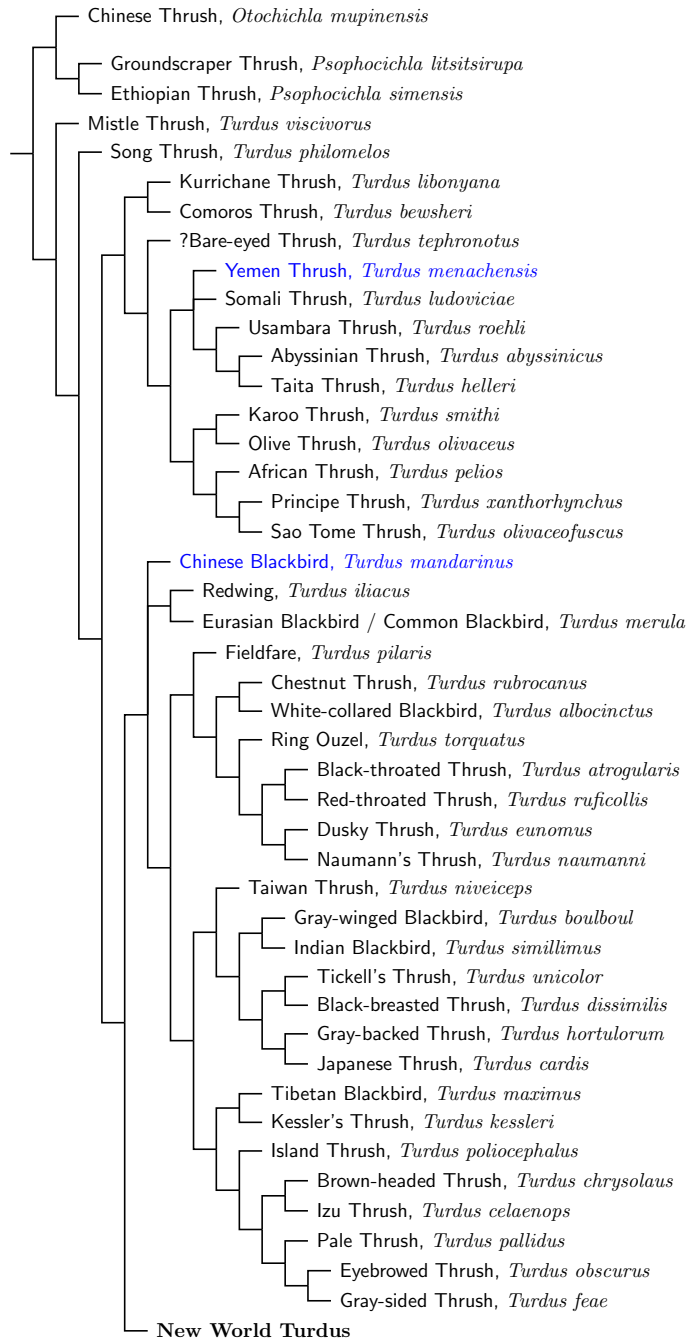 Chinese Thrush, Otochichla mupinensis
Groundscraper Thrush, Psophocichla litsitsirupa
Ethiopian Thrush, Psophocichla simensis
Mistle Thrush, Turdus viscivorus
Song Thrush, Turdus philomelos
Kurrichane Thrush, Turdus libonyana
Comoros Thrush, Turdus bewsheri
?Bare-eyed Thrush, Turdus tephronotus
Yemen Thrush, Turdus menachensis
Somali Thrush, Turdus ludoviciae
Usambara Thrush, Turdus roehli
Abyssinian Thrush, Turdus abyssinicus
Taita Thrush, Turdus helleri
Karoo Thrush, Turdus smithi
Olive Thrush, Turdus olivaceus
African Thrush, Turdus pelios
Principe Thrush, Turdus xanthorhynchus
Sao Tome Thrush, Turdus olivaceofuscus
Chinese Blackbird, Turdus mandarinus
Redwing, Turdus iliacus
Eurasian Blackbird / Common Blackbird, Turdus merula
Fieldfare, Turdus pilaris
Chestnut Thrush, Turdus rubrocanus
White-collared Blackbird, Turdus albocinctus
Ring Ouzel, Turdus torquatus
Black-throated Thrush, Turdus atrogularis
Red-throated Thrush, Turdus ruficollis
Dusky Thrush, Turdus eunomus
Naumann's Thrush, Turdus naumanni
Taiwan Thrush, Turdus niveiceps
Gray-winged Blackbird, Turdus boulboul
Indian Blackbird, Turdus simillimus
Tickell's Thrush, Turdus unicolor
Black-breasted Thrush, Turdus dissimilis
Gray-backed Thrush, Turdus hortulorum
Japanese Thrush, Turdus cardis
Tibetan Blackbird, Turdus maximus
Kessler's Thrush, Turdus kessleri
Island Thrush, Turdus poliocephalus
Brown-headed Thrush, Turdus chrysolaus
Izu Thrush, Turdus celaenops
Pale Thrush, Turdus pallidus
Eyebrowed Thrush, Turdus obscurus
Gray-sided Thrush, Turdus feae
New World Turdus